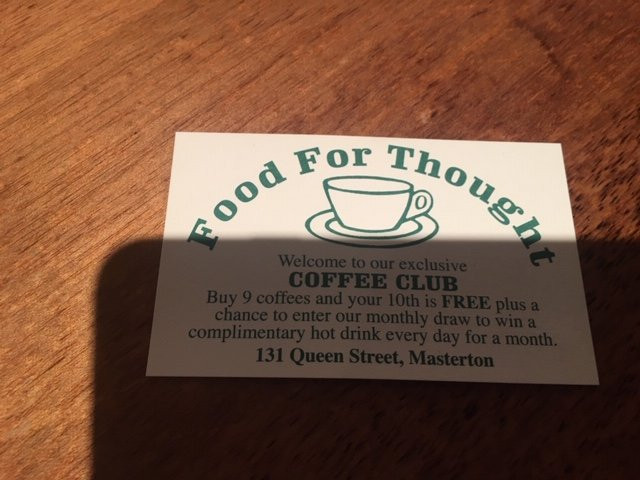 Food For Thought
Welcome to our exclusive
COFFEE CLUB
Buy 9 coffees and your 10th is FREE plus a
chance to enter our monthly draw to win a
complimentary hot drink every day for a month.
131 Queen Street, Masterton